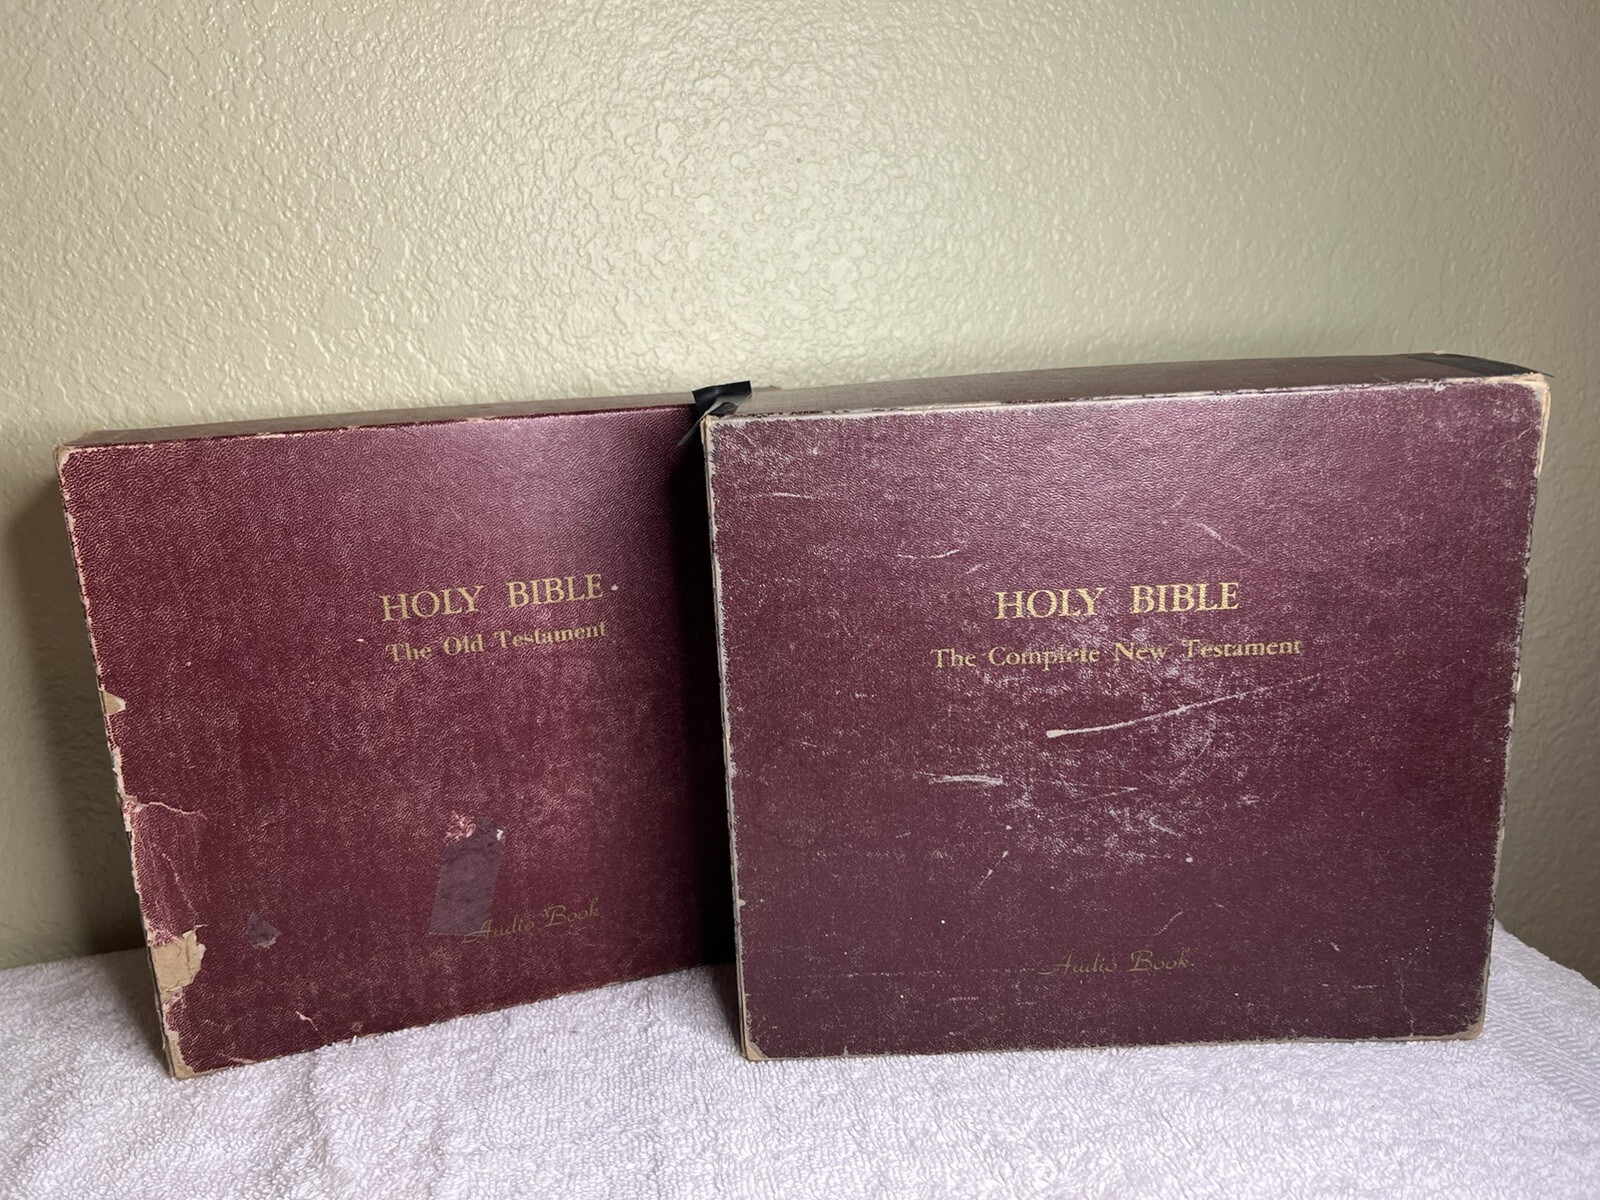 HOLY BIBLE
The Old Testament
Audio Book
HOLY BIBLE
The Complete New Testament
Audio Book